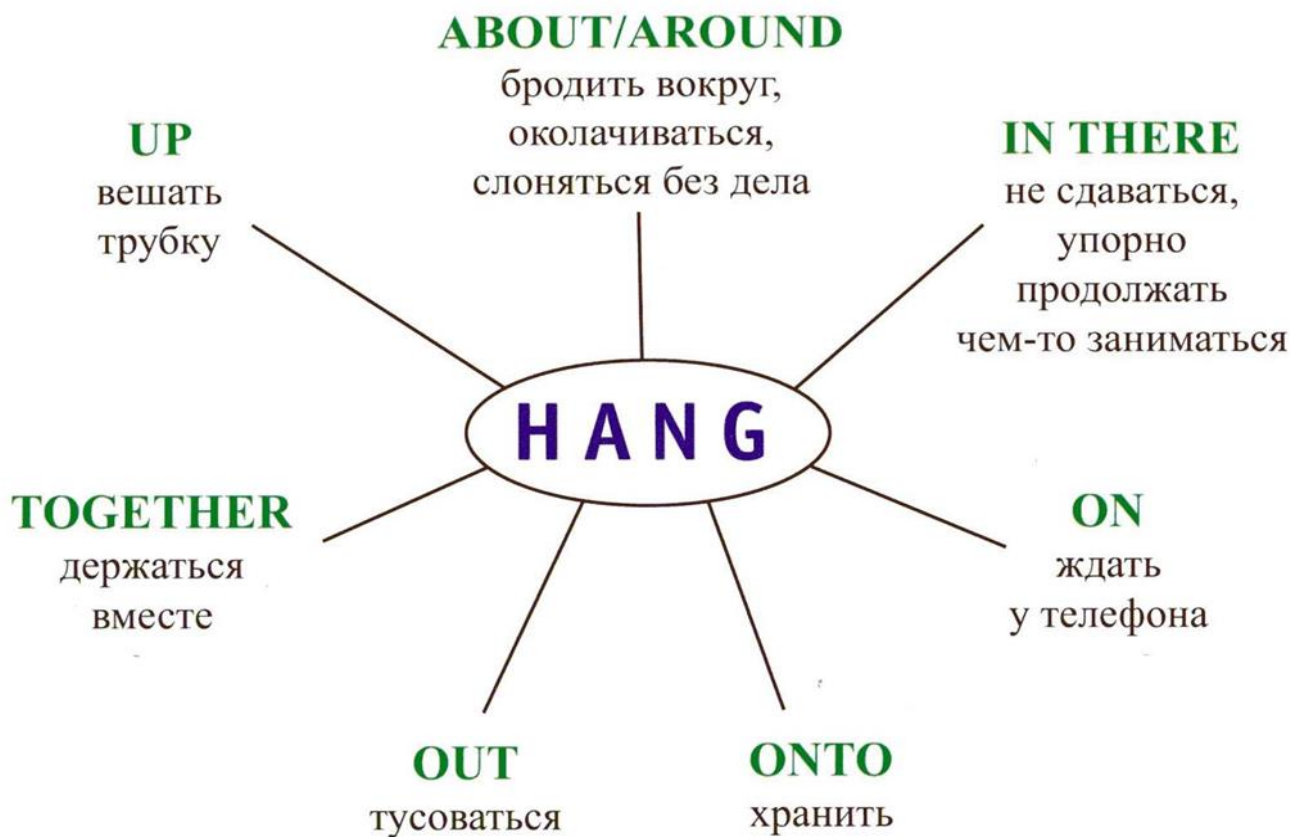 ABOUT/AROUND
бродить вокруг,
околачиваться,
слоняться без дела
UP
вешать
трубку
IN THERE
не сдаваться,
упорно
продолжать
чем-то заниматься
HANG
TOGETHER
держаться
вместе
ON
ждать
у телефона
OUT
тусоваться
ONTO
хранить